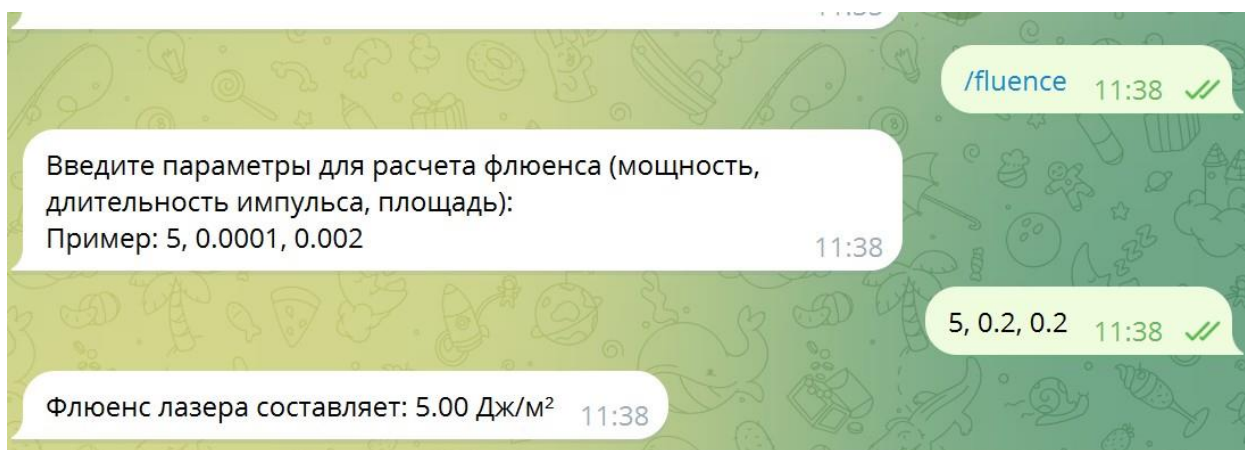 /fluence 11:38
Введите параметры для расчета флюенса (мощность,
длительность импульса, площадь):
Пример: 5, 0.0001, 0.002
11:38
5, 0.2, 0.2 11:38
Флюенс лазера составляет: 5.00 Дж/м² 11:38